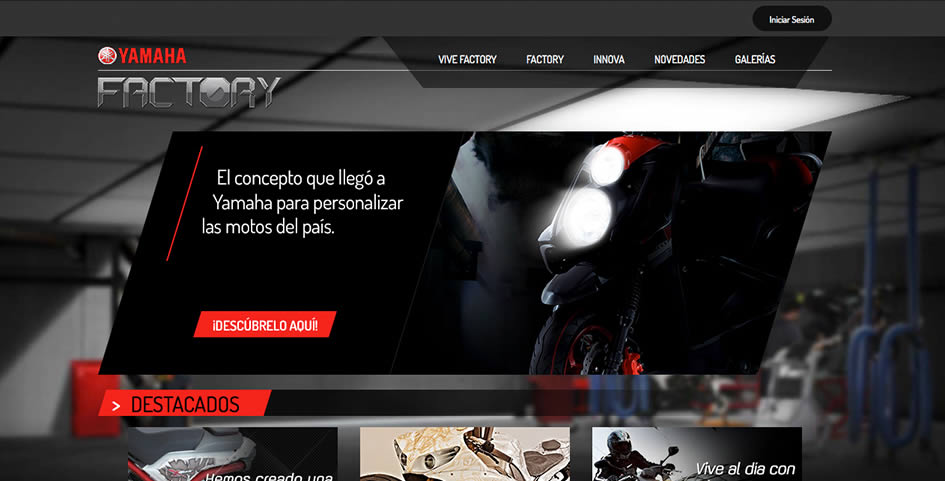 Iniciar Sesión
YAMAHA
VIVE FACTORY FACTORY INNOVA NOVEDADES GALERÍAS
FACTORY
El concepto que llegó a
Yamaha para personalizar
las motos del país.
¡DESCÚBRELO AQUÍ!
> DESTACADOS
Hemos creado una
Vive al dia con